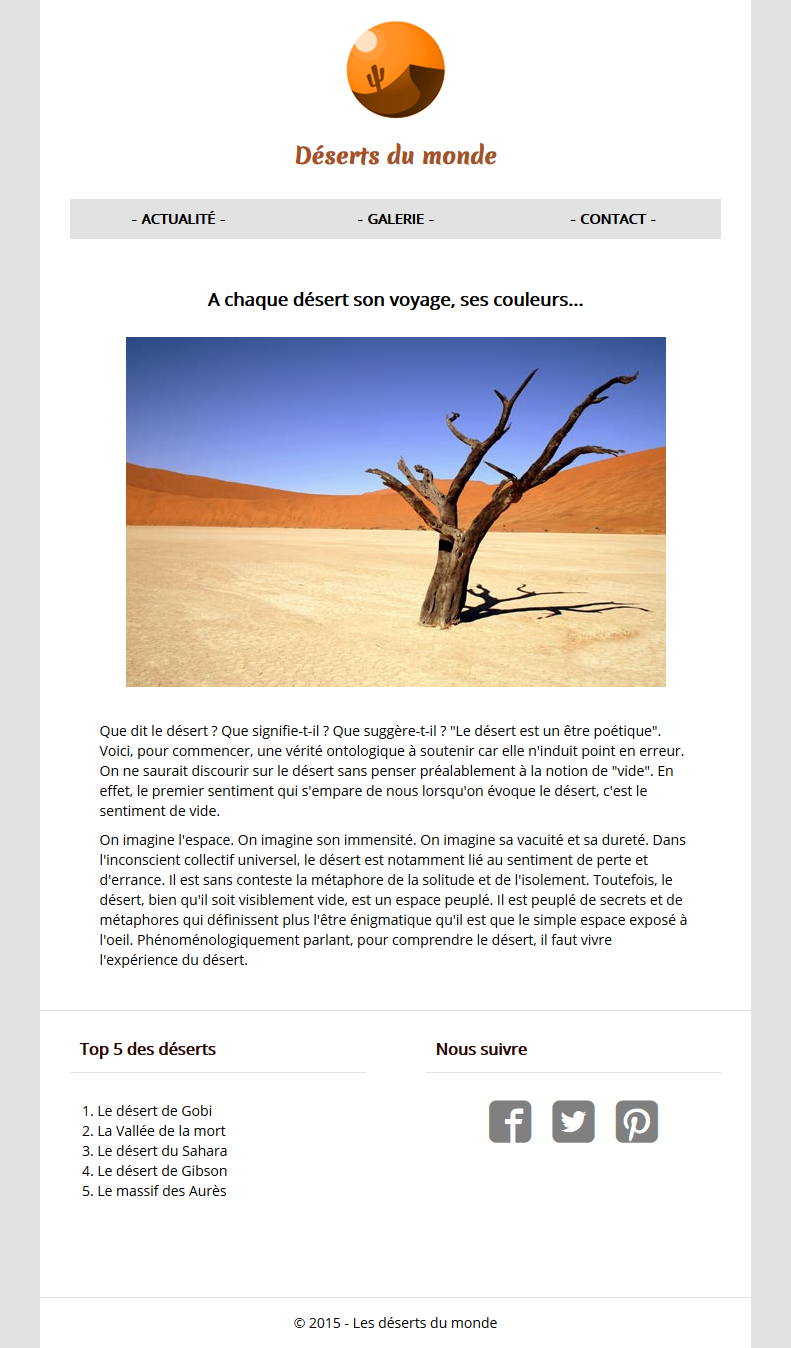 Déserts du monde
- ACTUALITÉ - - GALERIE - - CONTACT -
A chaque désert son voyage, ses couleurs...
Que dit le désert ? Que signifie-t-il ? Que suggère-t-il ? "Le désert est un être poétique".
Voici, pour commencer, une vérité ontologique à soutenir car elle n'induit point en erreur.
On ne saurait discourir sur le désert sans penser préalablement à la notion de "vide". En
effet, le premier sentiment qui s'empare de nous lorsqu'on évoque le désert, c'est le
sentiment de vide.
On imagine l'espace. On imagine son immensité. On imagine sa vacuité et sa dureté. Dans
l'inconscient collectif universel, le désert est notamment lié au sentiment de perte et
d'errance. Il est sans conteste la métaphore de la solitude et de l'isolement. Toutefois, le
désert, bien qu'il soit visiblement vide, est un espace peuplé. Il est peuplé de secrets et de
métaphores qui définissent plus l'être énigmatique qu'il est que le simple espace exposé à
l'oeil. Phénoménologiquement parlant, pour comprendre le désert, il faut vivre
l'expérience du désert.
Top 5 des déserts
1. Le désert de Gobi
2. La Vallée de la mort
3. Le désert du Sahara
4. Le désert de Gibson
5. Le massif des Aurès
Nous suivre
© 2015 - Les déserts du monde